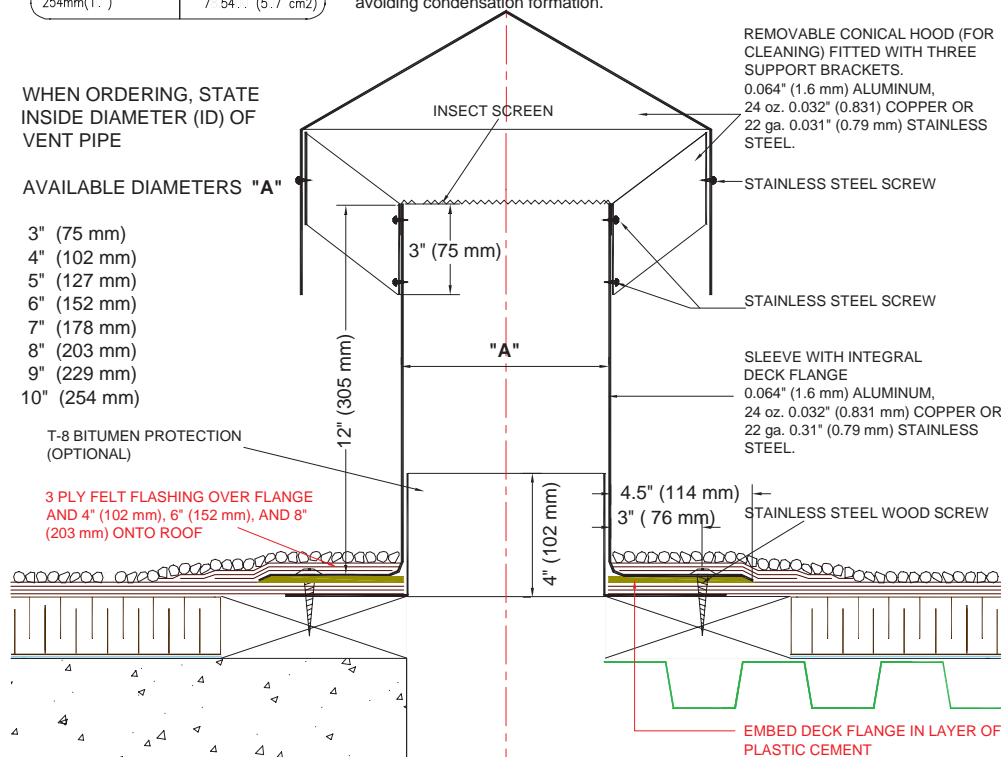 avoiding condensation formation.
WHEN ORDERING, STATE
INSIDE DIAMETER (ID) OF
VENT PIPE
AVAILABLE DIAMETERS "A"
3" (75 mm)
4" (102 mm)
5" (127 mm)
6" (152 mm)
7" (178 mm)
8" (203 mm)
9" (229 mm)
10" (254 mm)
T-8 BITUMEN PROTECTION
(OPTIONAL)
3 PLY FELT FLASHING OVER FLANGE
AND 4" (102 mm), 6" (152 mm), AND 8"
(203 mm) ONTO ROOF
INSECT SCREEN
3" (75 mm)
12" (305 mm)
"A"
4" (102 mm)
REMOVABLE CONICAL HOOD (FOR
CLEANING) FITTED WITH THREE
SUPPORT BRACKETS.
0.064" (1.6 mm) ALUMINUM,
24 oz. 0.032" (0.831) COPPER OR
22 ga. 0.031" (0.79 mm) STAINLESS
STEEL.
STAINLESS STEEL SCREW
STAINLESS STEEL SCREW
SLEEVE WITH INTEGRAL
DECK FLANGE
0.064" (1.6 mm) ALUMINUM,
24 oz. 0.032" (0.831 mm) COPPER OR
22 ga. 0.31" (0.79 mm) STAINLESS
STEEL.
4.5" (114 mm)
3" ( 76 mm)
STAINLESS STEEL WOOD SCREW
EMBED DECK FLANGE IN LAYER OF
PLASTIC CEMENT